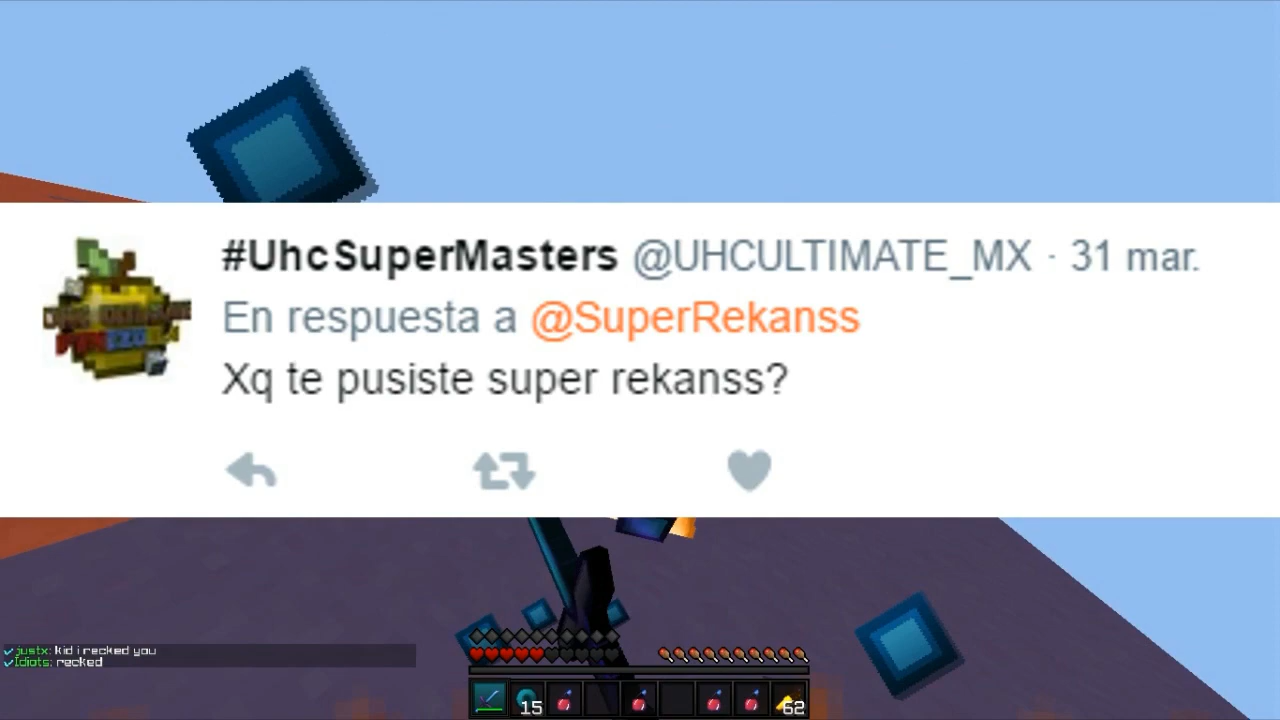 #UhcSuperMasters @UHCULTIMATE_MX · 31 mar.
En respuesta a @SuperRekanss
Xq te pusiste super rekanss?
✓justx: kid i recked you
✓Idiots: recked
15
62